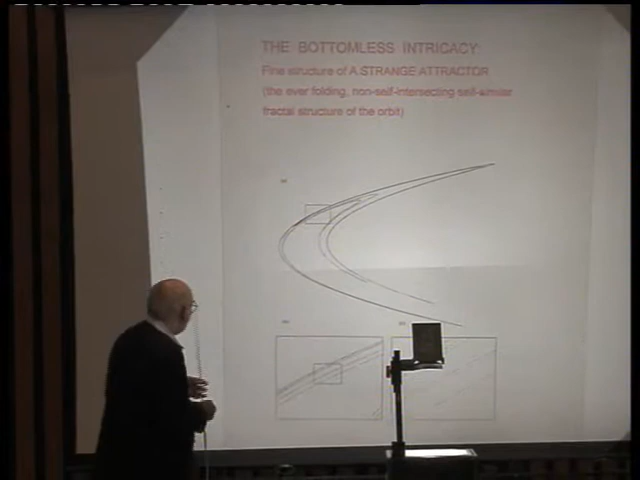 THE BOTTOMLESS INTRICACY:
Fine structure of A STRANGE ATTRACTOR
(the ever folding, non-self-intersecting self-similar
fractal structure of the orbit)